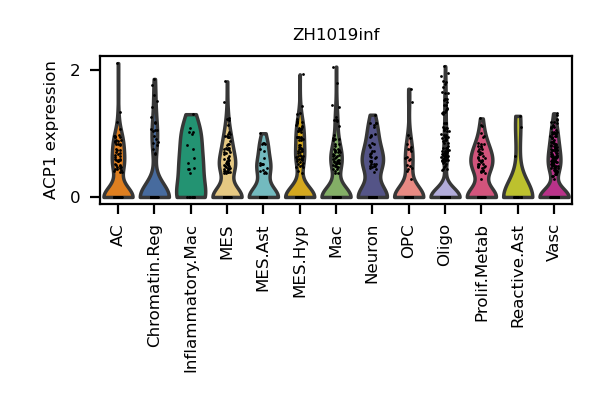 ZH1019inf
ACP1 expression
2
0
AC
Chromatin.Reg
Inflammatory.Mac
MES
MES.Ast
MES.Hyp
Mac
Neuron
OPC
Oligo
Prolif.Metab
Reactive.Ast
Vasc